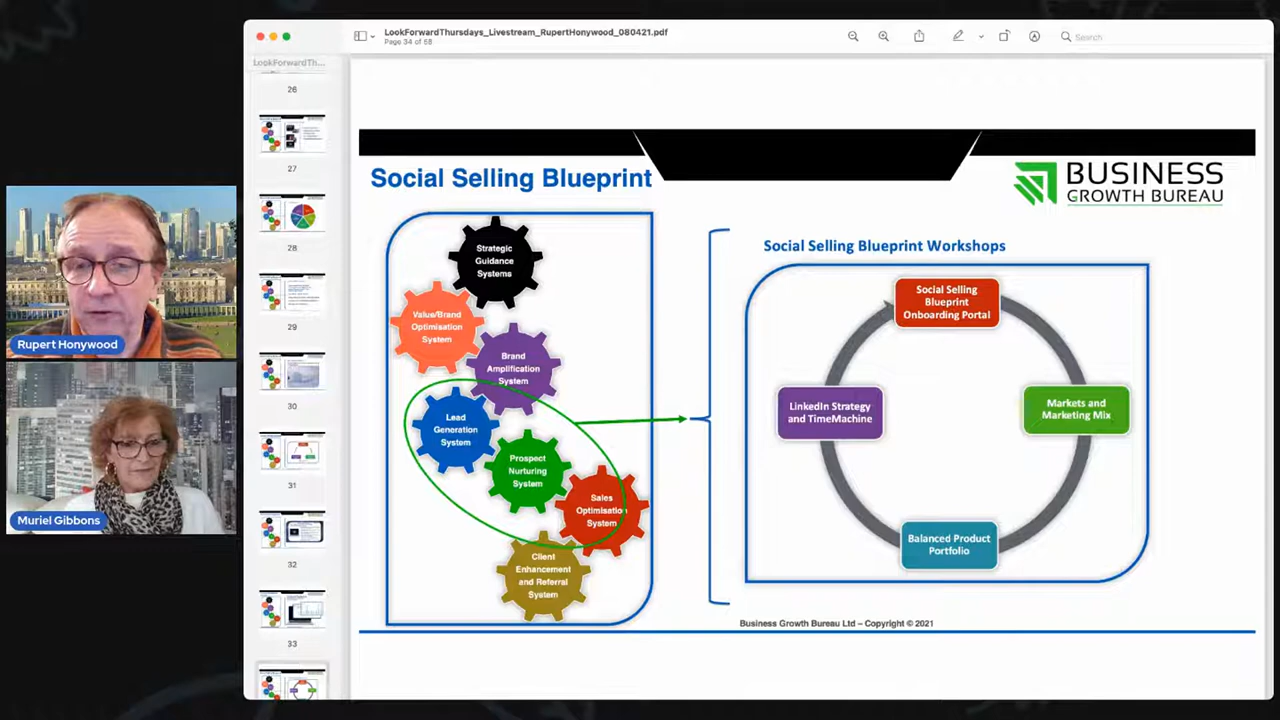 LookForwardThursdays_Livestream_RupertHonywood_080421.pdf
Page 34 of 58
Search
LookForwardTh...
26
27
28
29
30
31
32
33
Rupert Honywood
Muriel Gibbons
Social Selling Blueprint
BUSINESS
GROWTH BUREAU
Strategic
Guidance
Systems
Value/Brand
Optimisation
System
Brand
Amplification
System
Lead
Generation
System
Prospect
Nurturing
System
Sales
Optimisation
System
Client
Enhancement
and Referral
System
Social Selling Blueprint Workshops
Social Selling
Blueprint
Onboarding Portal
LinkedIn Strategy
and TimeMachine
Markets and
Marketing Mix
Balanced Product
Portfolio
Business Growth Bureau Ltd – Copyright © 2021